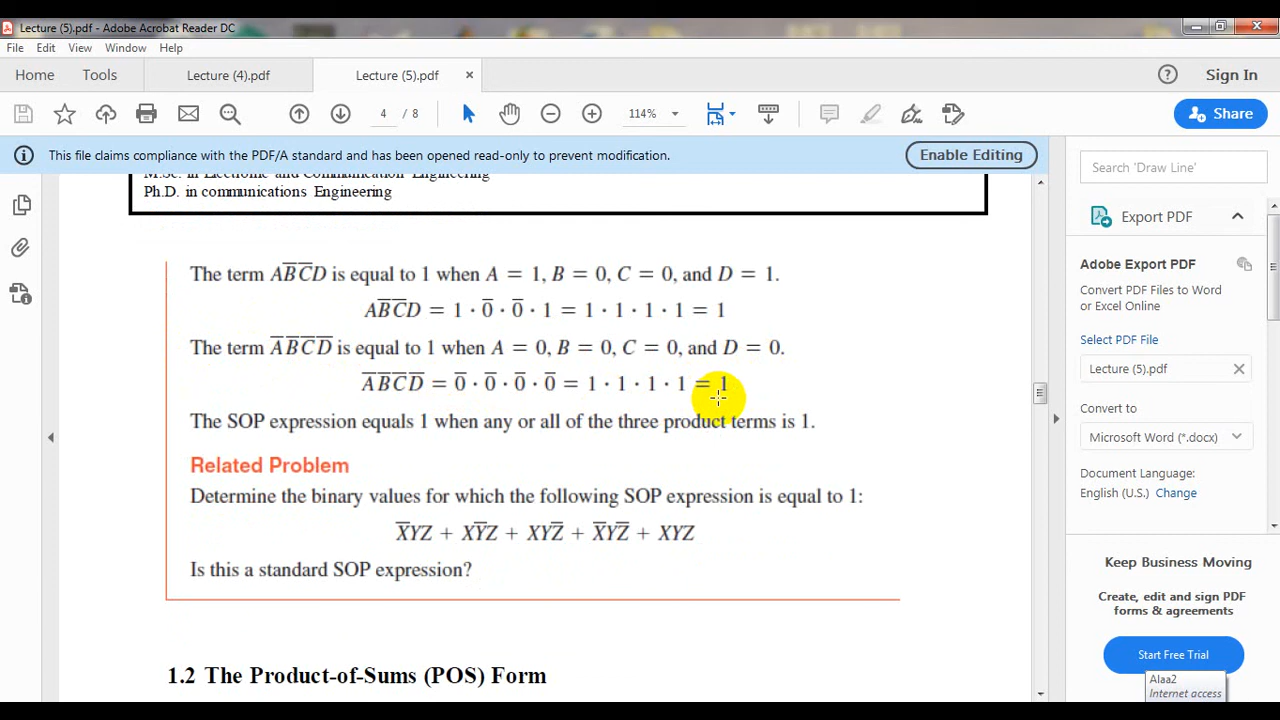 Lecture (5).pdf - Adobe Acrobat Reader DC
File Edit View Window Help
Home Tools Lecture (4).pdf Lecture (5).pdf × Sign In
4 / 8 114% Share
This file claims compliance with the PDF/A standard and has been opened read-only to prevent modification. Enable Editing
M.Sc. in Electronic and Communication Engineering
Ph.D. in communications Engineering
The term AB̅C̅D is equal to 1 when A = 1, B = 0, C = 0, and D = 1.
AB̅C̅D = 1 · 0̅ · 0̅ · 1 = 1 · 1 · 1 · 1 = 1
The term A̅B̅C̅D̅ is equal to 1 when A = 0, B = 0, C = 0, and D = 0.
A̅B̅C̅D̅ = 0̅ · 0̅ · 0̅ · 0̅ = 1 · 1 · 1 · 1 = 1
The SOP expression equals 1 when any or all of the three product terms is 1.
Related Problem
Determine the binary values for which the following SOP expression is equal to 1:
X̅YZ + XY̅Z + XYZ̅ + X̅YZ̅ + XYZ
Is this a standard SOP expression?
1.2 The Product-of-Sums (POS) Form
Search 'Draw Line'
Export PDF
Adobe Export PDF
Convert PDF Files to Word
or Excel Online
Select PDF File
Lecture (5).pdf
Convert to
Microsoft Word (*.docx)
Document Language:
English (U.S.) Change
Keep Business Moving
Create, edit and sign PDF
forms & agreements
Start Free Trial
Alaa2
Internet access